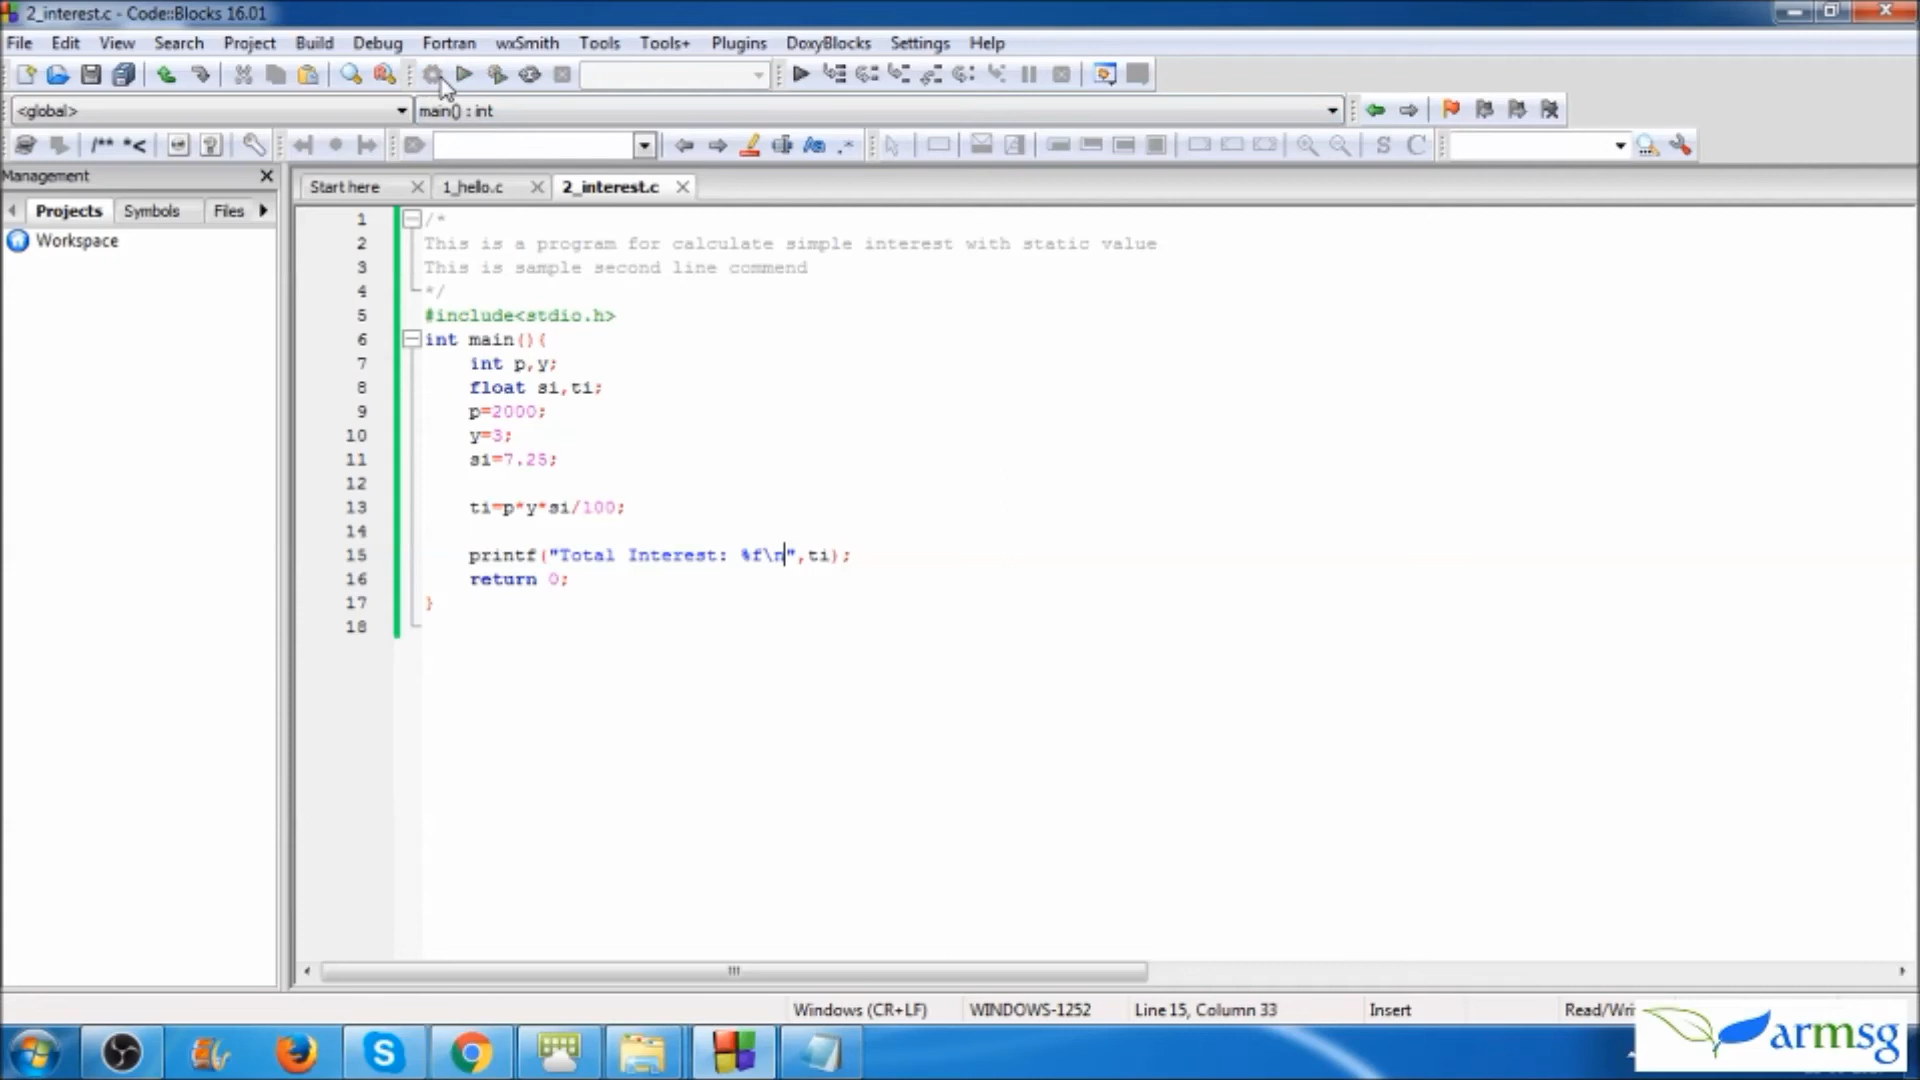 2_interest.c - Code::Blocks 16.01
File Edit View Search Project Build Debug Fortran wxSmith Tools Tools+ Plugins DoxyBlocks Settings Help
<global> main() : int
/** *<
S C
Management
Start here 1_hello.c 2_interest.c
Projects Symbols Files
Workspace
1 /*
2 This is a program for calculate simple interest with static value
3 This is sample second line commend
4 */
5 #include<stdio.h>
6 int main(){
7 int p,y;
8 float si,ti;
9 p=2000;
10 y=3;
11 si=7.25;
12
13 ti=p*y*si/100;
14
15 printf("Total Interest: %f\n",ti);
16 return 0;
17 }
18
Windows (CR+LF) WINDOWS-1252 Line 15, Column 33 Insert Read/Wri
armsg